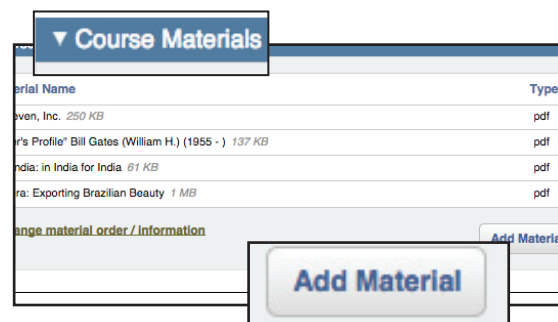 ▼ Course Materials
erial Name Type
even, Inc. 250 KB pdf
r's Profile" Bill Gates (William H.) (1955 - ) 137 KB pdf
ndia: in India for India 61 KB pdf
ra: Exporting Brazilian Beauty 1 MB pdf
ange material order / Information
Add Materia
Add Material